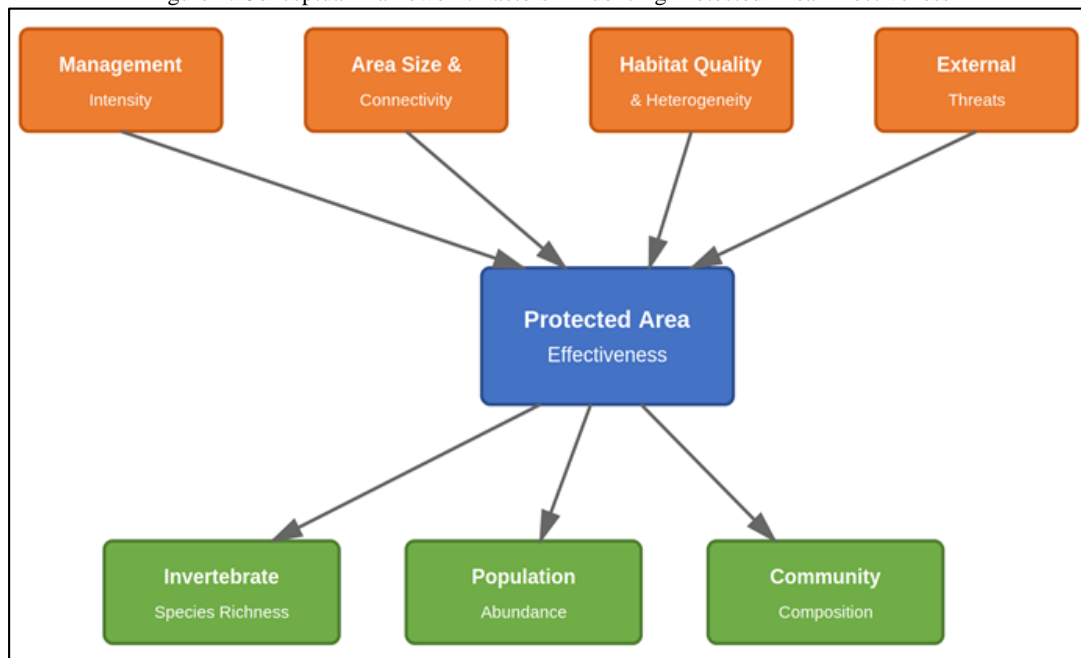 Management
Intensity
Area Size &
Connectivity
Habitat Quality
& Heterogeneity
External
Threats
Protected Area
Effectiveness
Invertebrate
Species Richness
Population
Abundance
Community
Composition